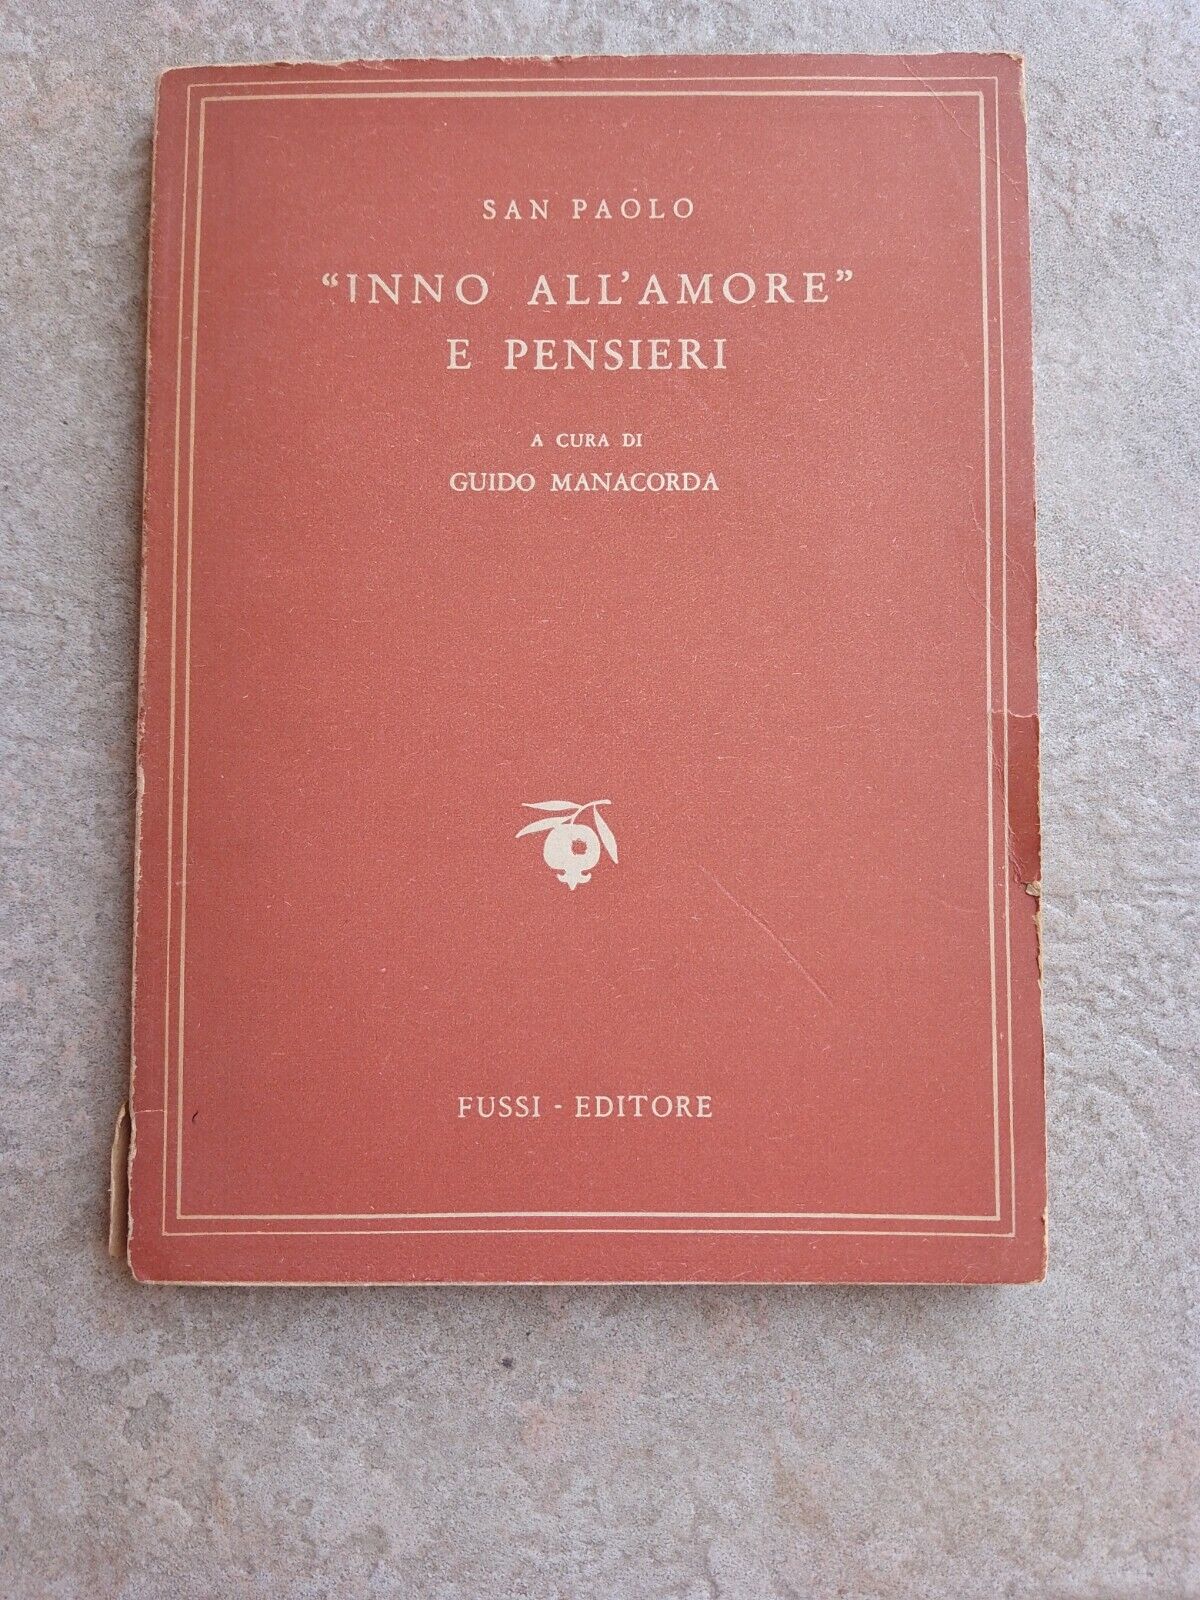 SAN PAOLO
“INNO ALL’AMORE”
E PENSIERI
A CURA DI
GUIDO MANACORDA
FUSSI - EDITORE